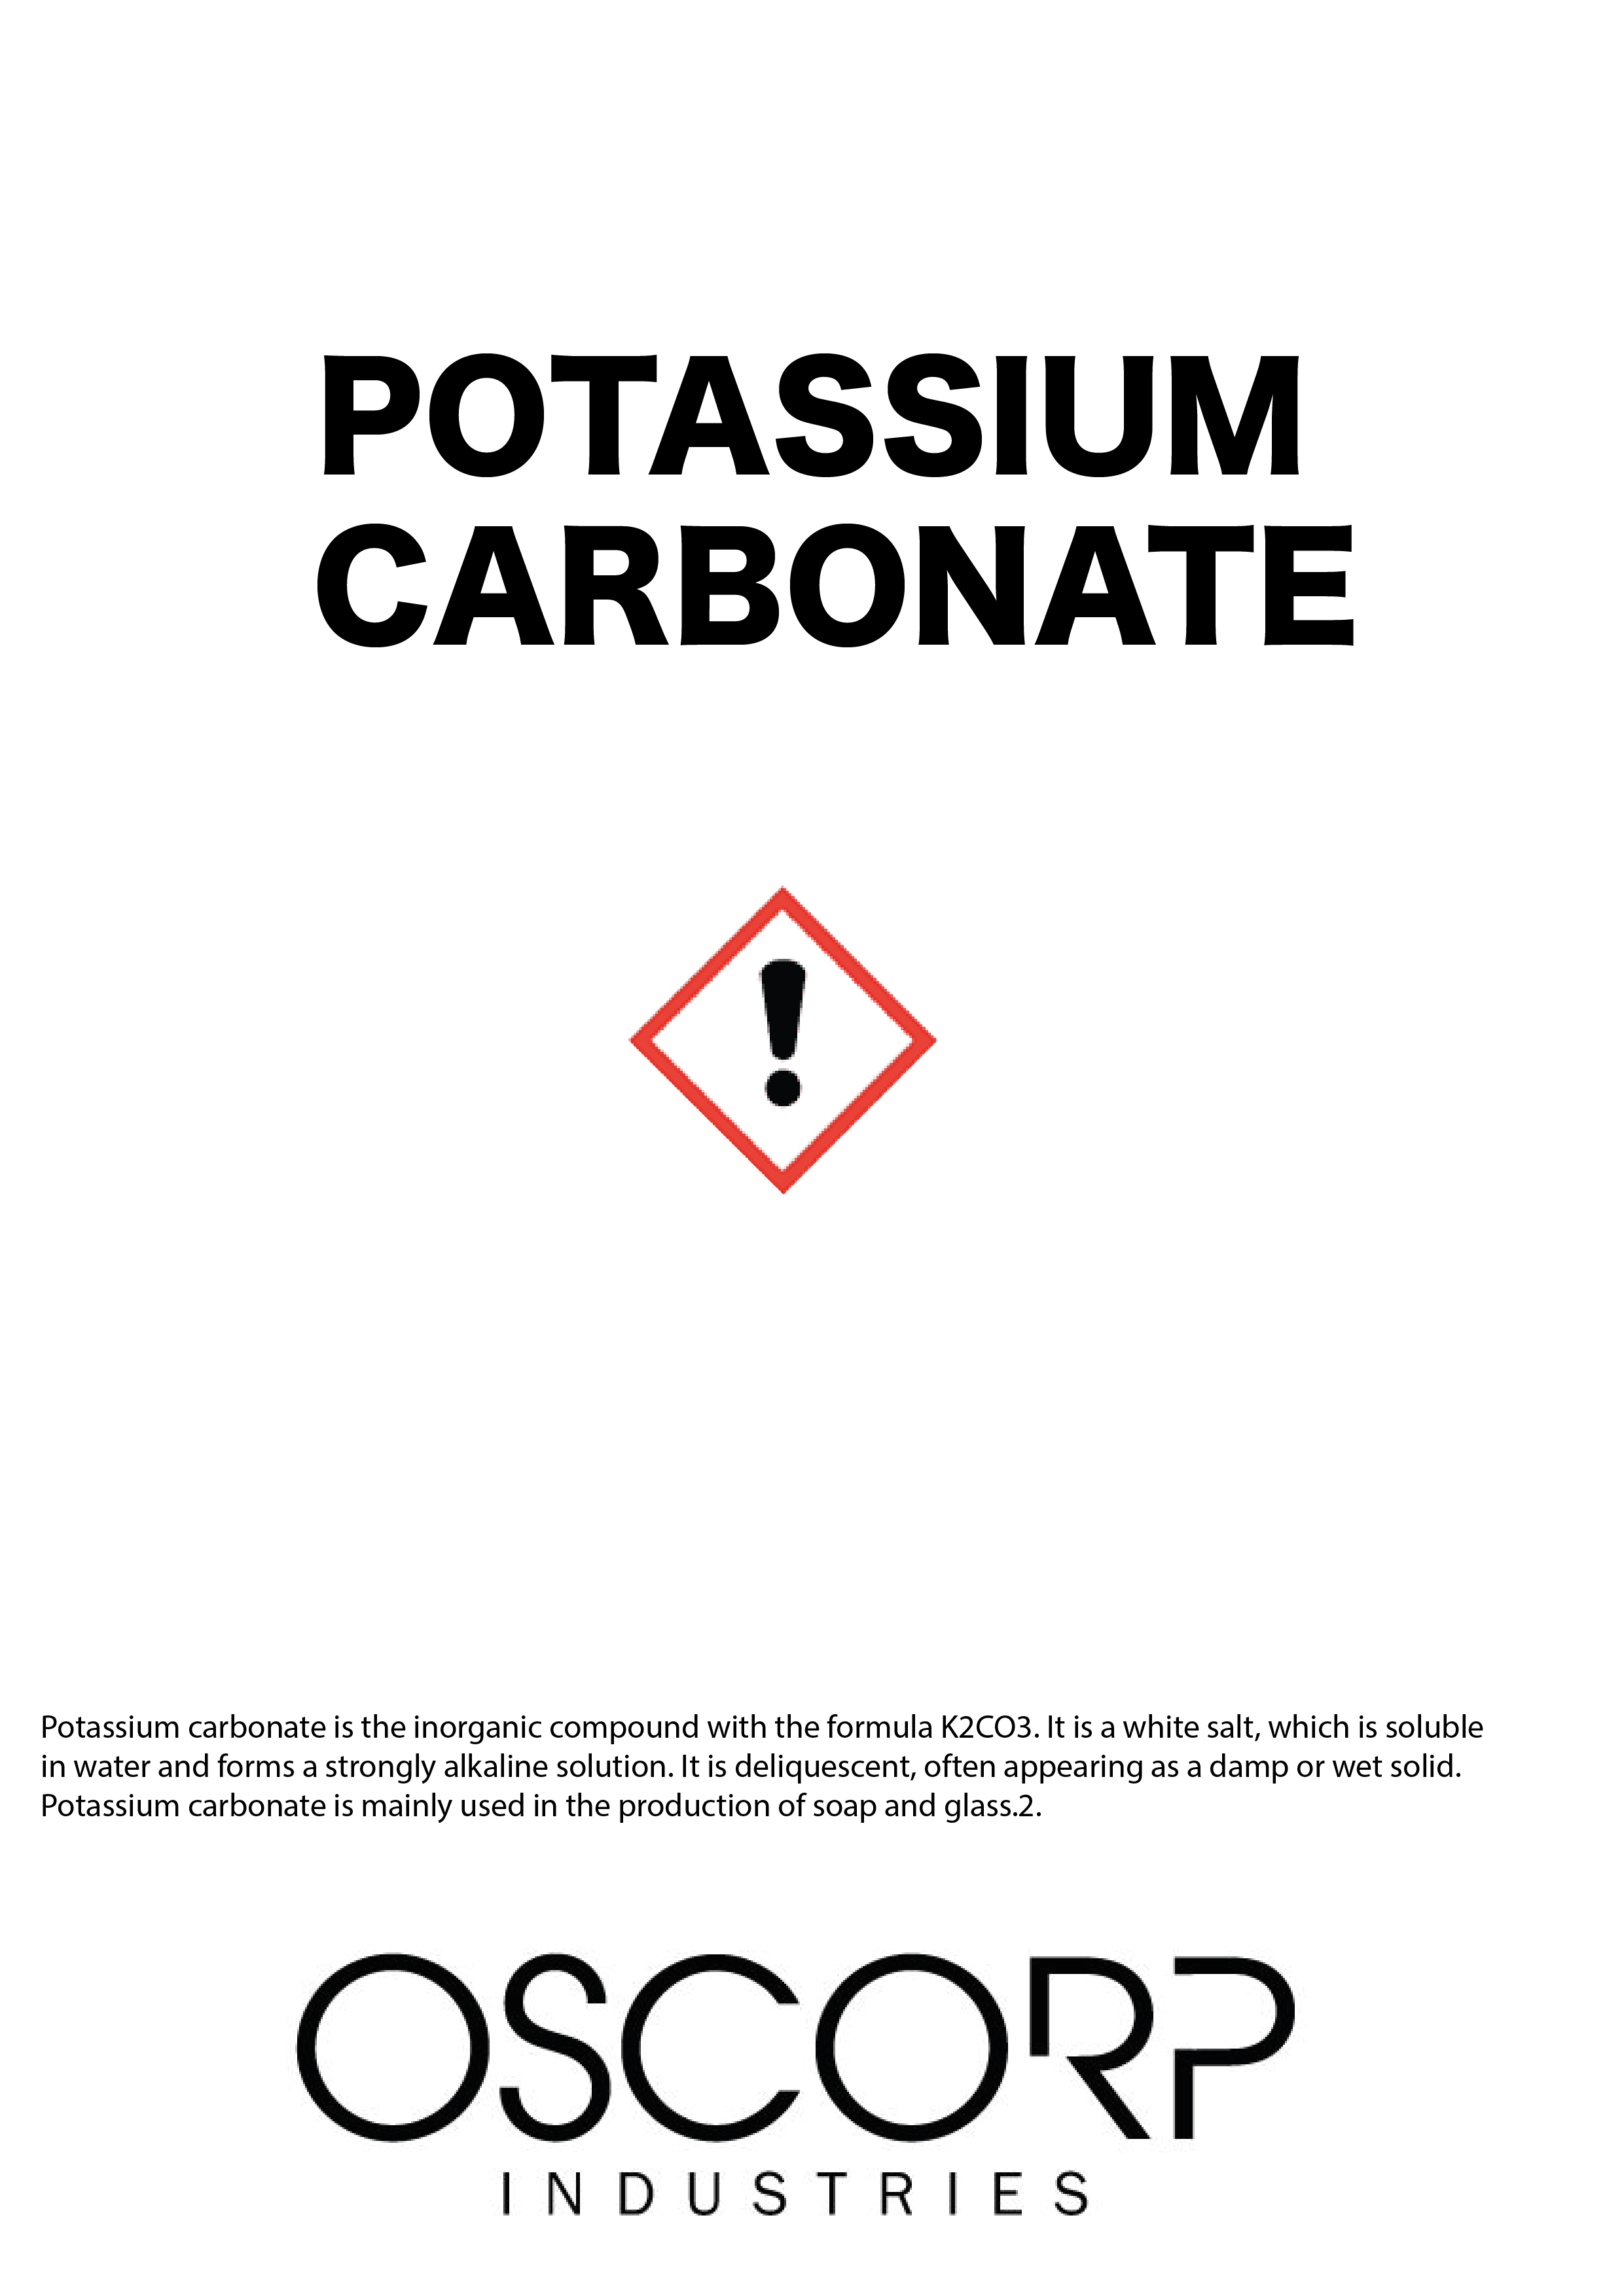 POTASSIUM
CARBONATE
!
Potassium carbonate is the inorganic compound with the formula K2CO3. It is a white salt, which is soluble
in water and forms a strongly alkaline solution. It is deliquescent, often appearing as a damp or wet solid.
Potassium carbonate is mainly used in the production of soap and glass.2.
OSCORP
INDUSTRIES